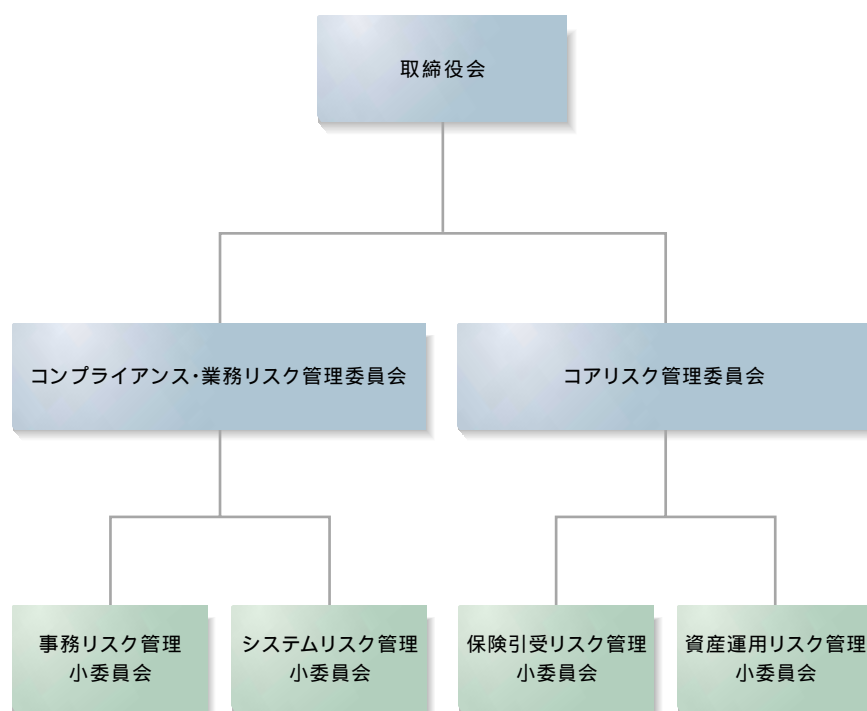 取締役会
コンプライアンス・業務リスク管理委員会
コアリスク管理委員会
事務リスク管理
小委員会
システムリスク管理
小委員会
保険引受リスク管理
小委員会
資産運用リスク管理
小委員会